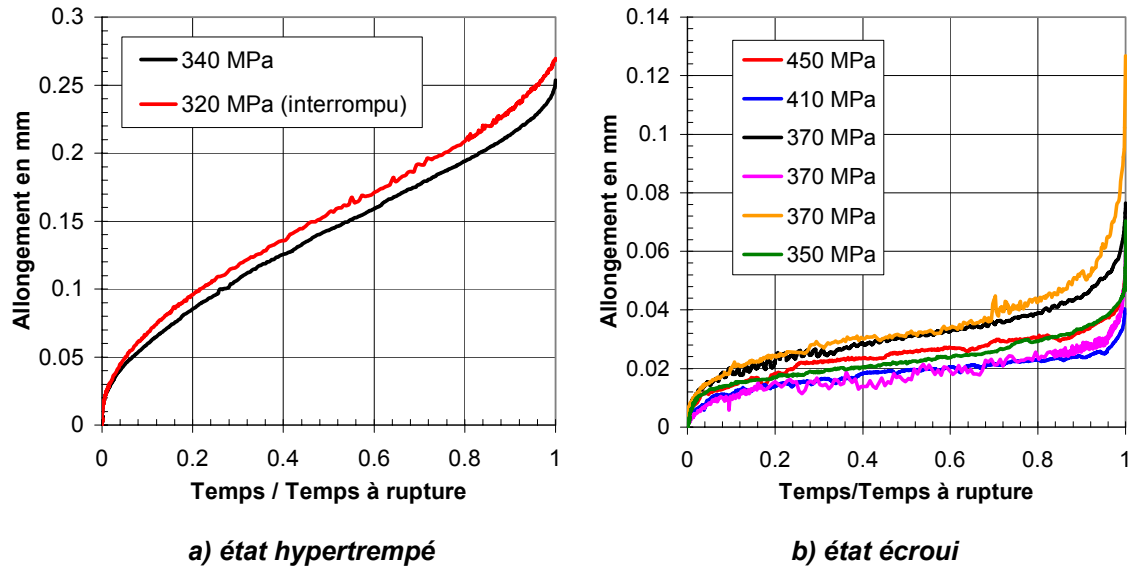 0.3
0.25
0.2
0.15
0.1
0.05
0
Allongement en mm
340 MPa
320 MPa (interrompu)
0
0.2
0.4
0.6
0.8
1
Temps / Temps à rupture
a) état hypertrempé
0.14
0.12
0.1
0.08
0.06
0.04
0.02
0
Allongement en mm
450 MPa
410 MPa
370 MPa
370 MPa
370 MPa
350 MPa
0
0.2
0.4
0.6
0.8
1
Temps/Temps à rupture
b) état écroui